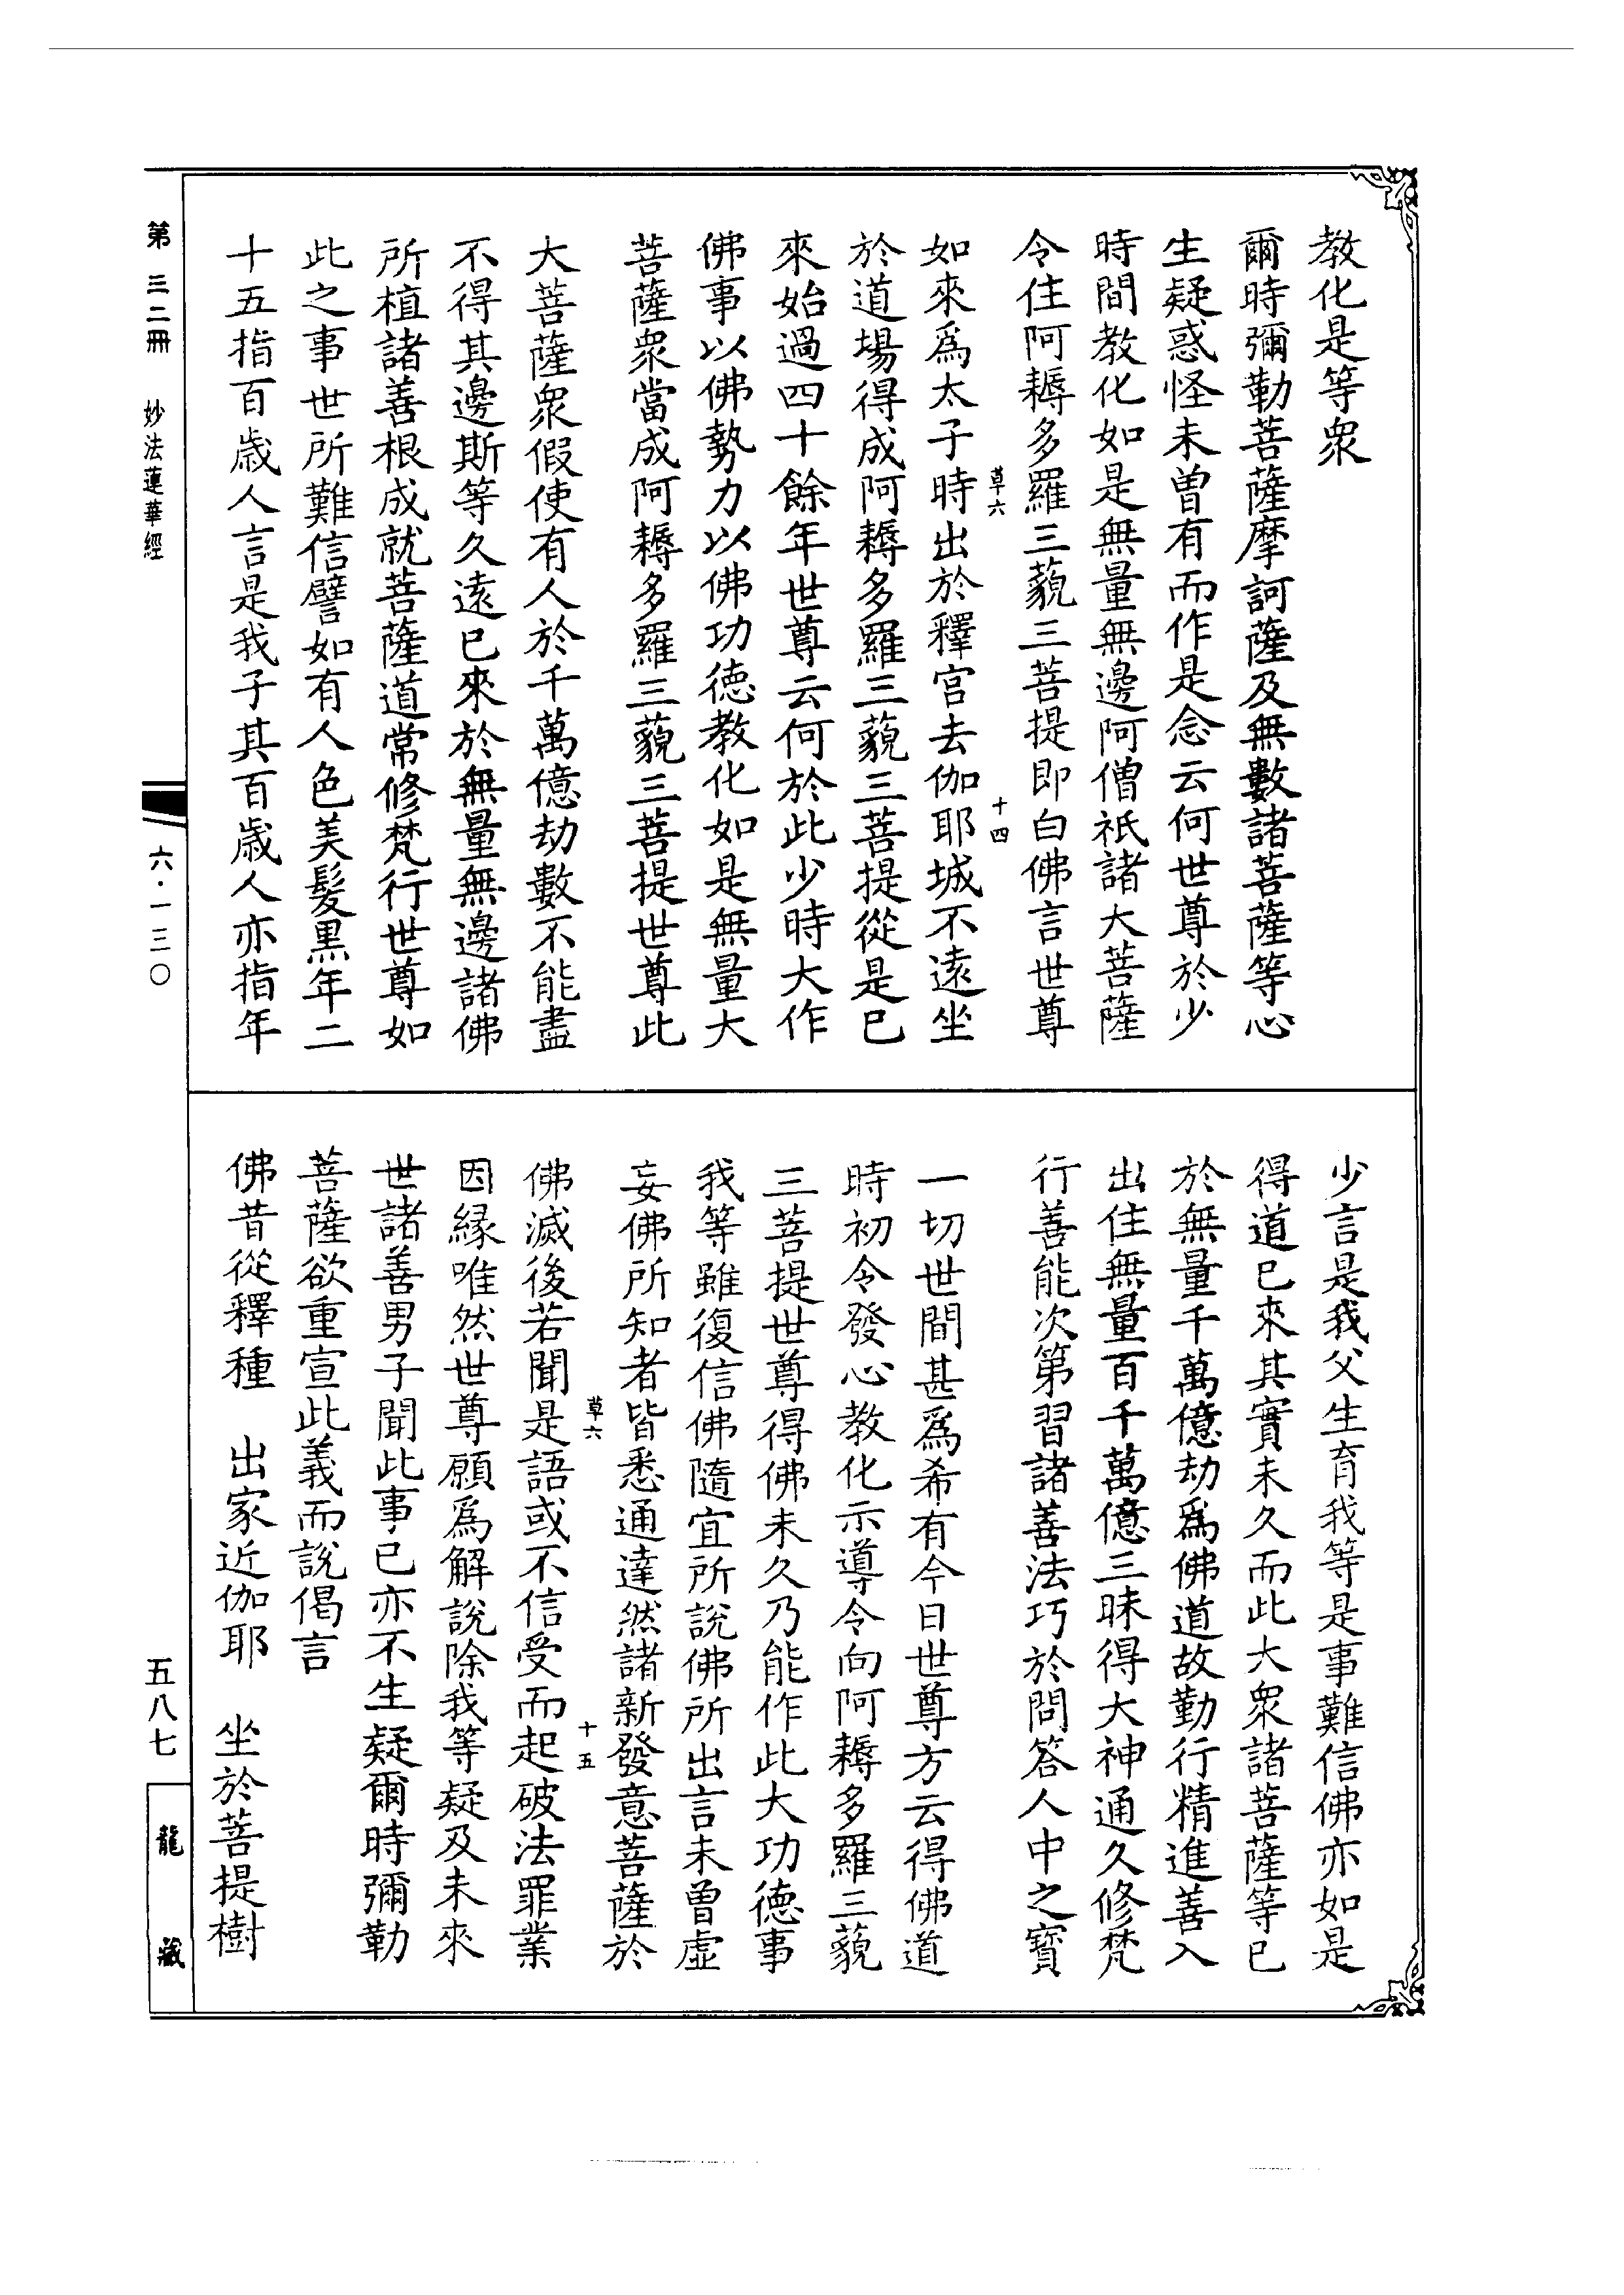 教化是等衆
爾時彌勒菩薩摩訶薩及無數諸菩薩等心
生疑惑怪未曽有而作是念云何世尊於少
時間教化如是無量無邊阿僧祇諸大菩薩
令住阿耨多羅三藐三菩提即白佛言世尊
草六
十四
如來爲太子時出於釋宫去伽耶城不遠坐
於道場得成阿耨多羅三藐三菩提從是已
來始過四十餘年世尊云何於此少時大作
佛事以佛勢力以佛功德教化如是無量大
菩薩衆當成阿耨多羅三藐三菩提世尊此
大菩薩衆假使有人於千萬億劫數不能盡
不得其邊斯等久遠已來於無量無邊諸佛
所植諸善根成就菩薩道常修梵行世尊如
此之事世所難信譬如有人色美髮黒年二
十五指百歳人言是我子其百歳人亦指年
少言是我父生育我等是事難信佛亦如是
得道已來其實未久而此大衆諸菩薩等已
於無量千萬億劫爲佛道故勤行精進善入
出住無量百千萬億三昧得大神通久修梵
行善能次第習諸善法巧於問答人中之寳
一切世間甚爲希有今日世尊方云得佛道
時初令發心教化示導令向阿耨多羅三藐
三菩提世尊得佛未久乃能作此大功德事
我等雖復信佛隨宜所說佛所出言未曽虛
妄佛所知者皆悉通達然諸新發意菩薩於
草六
十五
佛滅後若聞是語或不信受而起破法罪業
因緣唯然世尊願爲解說除我等疑及未來
世諸善男子聞此事已亦不生疑爾時彌勒
菩薩欲重宣此義而說偈言
佛昔從釋種　出家近伽耶　坐於菩提樹
第三二冊　妙法蓮華經
六·一三〇
五八七
龍藏